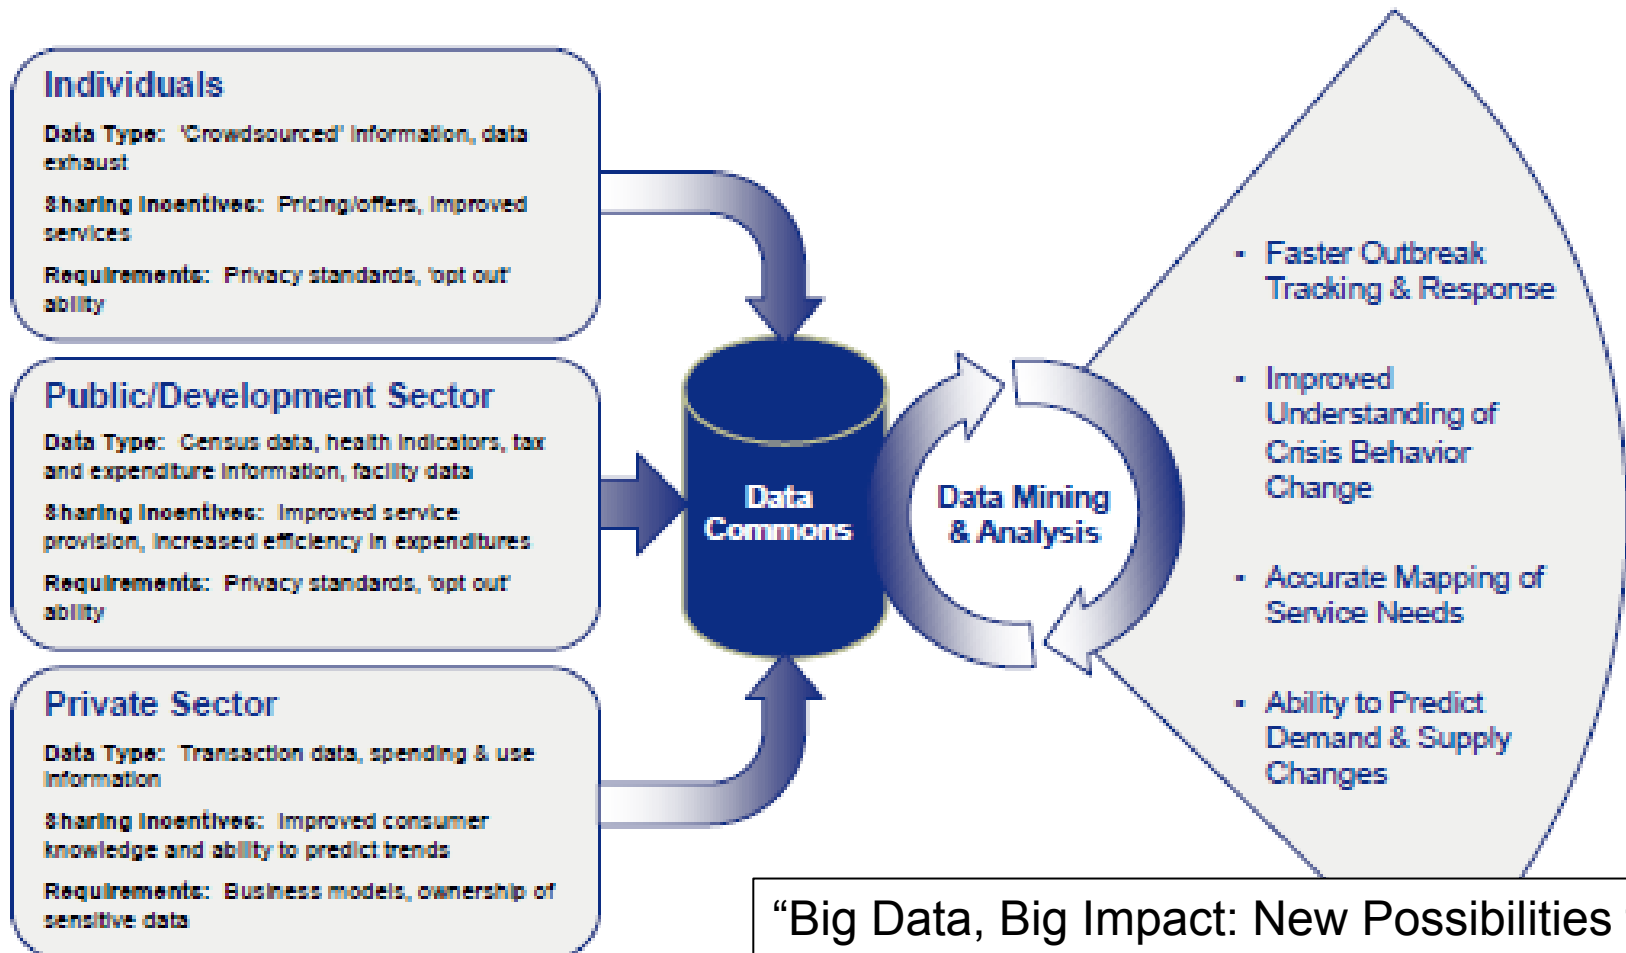 Individuals
Data Type: 'Crowdsourced' Information, data
exhaust
Sharing Incentives: Pricing/offers, Improved
services
Requirements: Privacy standards, 'opt out'
ability
Public/Development Sector
Data Type: Census data, health indicators, tax
and expenditure information, facility data
Sharing Incentives: Improved service
provision, increased efficiency in expenditures
Requirements: Privacy standards, 'opt out'
ability
Private Sector
Data Type: Transaction data, spending & use
information
Sharing Incentives: Improved consumer
knowledge and ability to predict trends
Requirements: Business models, ownership of
sensitive data
Data
Commons
Data Mining
& Analysis
▪ Faster Outbreak
Tracking & Response
▪ Improved
Understanding of
Crisis Behavior
Change
▪ Accurate Mapping of
Service Needs
▪ Ability to Predict
Demand & Supply
Changes
“Big Data, Big Impact: New Possibilities